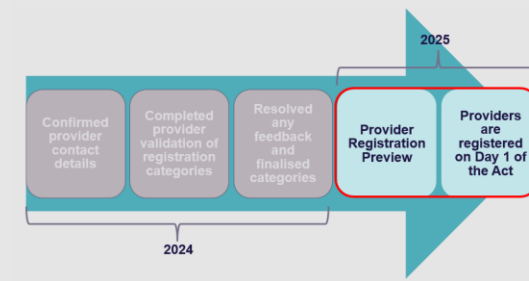 2025
Confirmed
provider
contact
details
Completed
provider
validation of
registration
categories
Resolved
any
feedback
and
finalised
categories
Provider
Registration
Preview
Providers
are
registered
on Day 1 of
the Act
2024